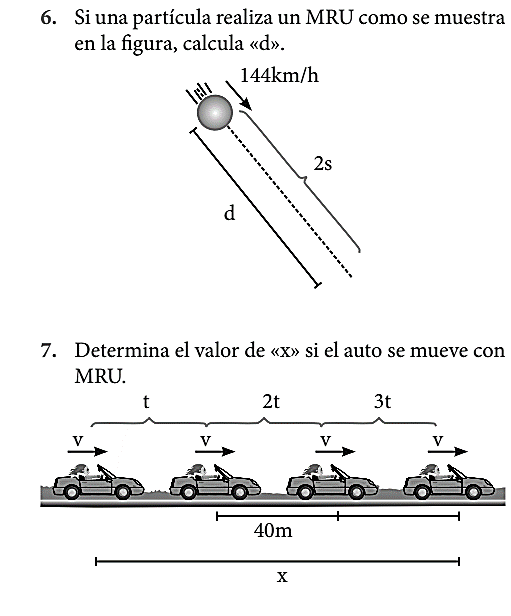 6. Si una partícula realiza un MRU como se muestra
en la figura, calcula «d».
144km/h
2s
d
7. Determina el valor de «x» si el auto se mueve con
MRU.
t 2t 3t
v v v v
40m
x